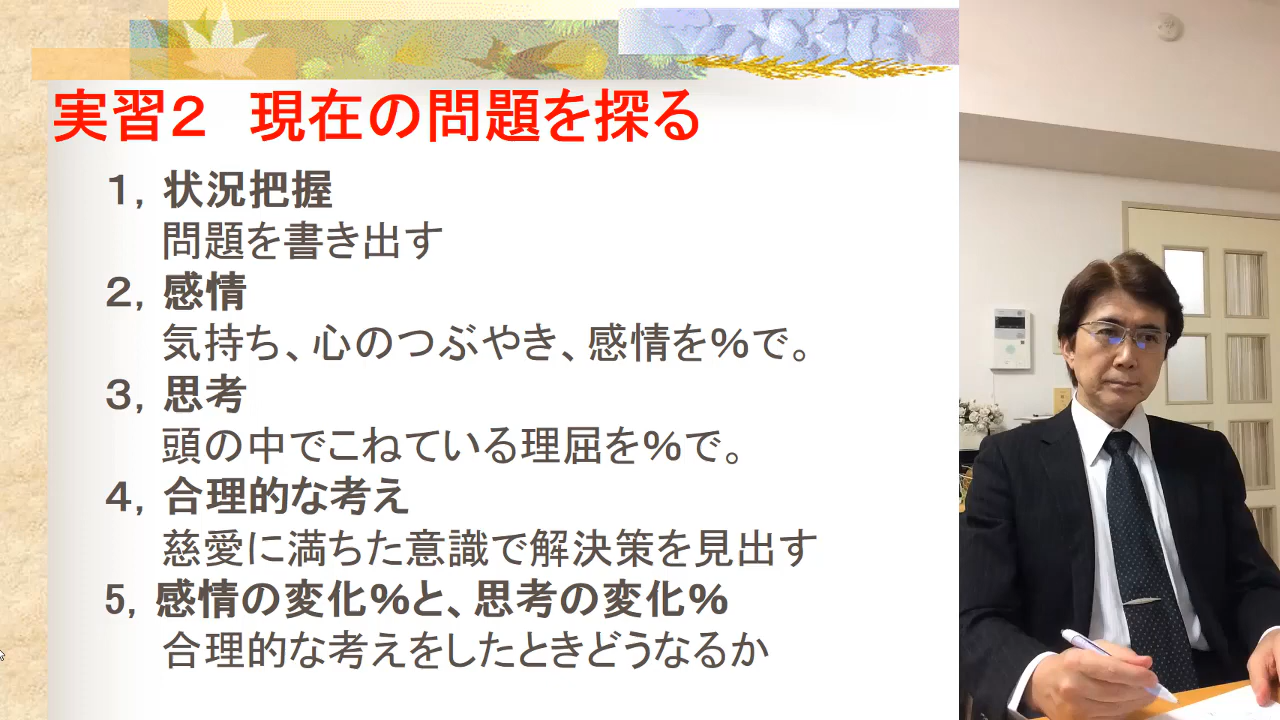 実習２　現在の問題を探る
１，状況把握
問題を書き出す
２，感情
気持ち、心のつぶやき、感情を％で。
３，思考
頭の中でこねている理屈を％で。
４，合理的な考え
慈愛に満ちた意識で解決策を見出す
５，感情の変化％と、思考の変化％
合理的な考えをしたときどうなるか